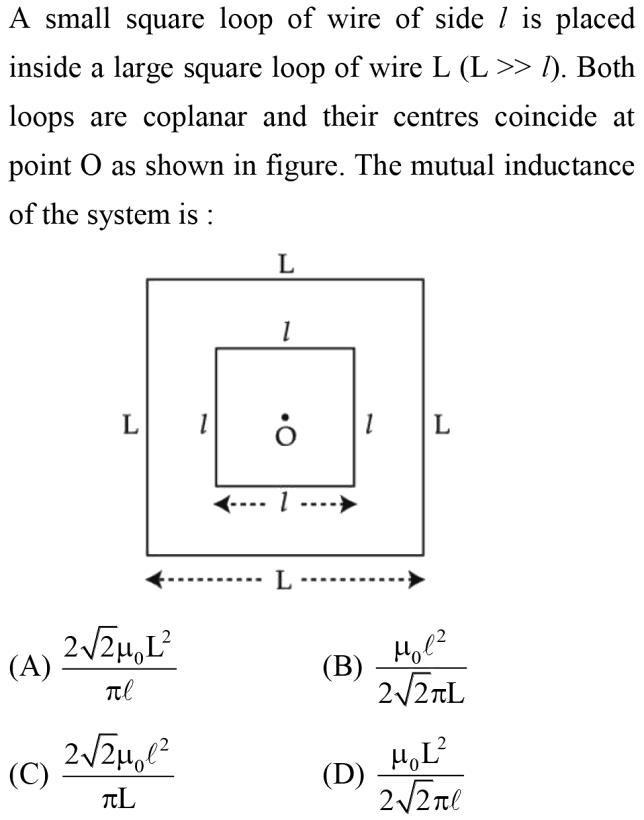 A small square loop of wire of side l is placed
inside a large square loop of wire L (L >> l). Both
loops are coplanar and their centres coincide at
point O as shown in figure. The mutual inductance
of the system is :
L
l
L l O l L
l
L
(A) 2√2μ₀L²/πℓ (B) μ₀ℓ²/2√2πL
(C) 2√2μ₀ℓ²/πL (D) μ₀L²/2√2πℓ